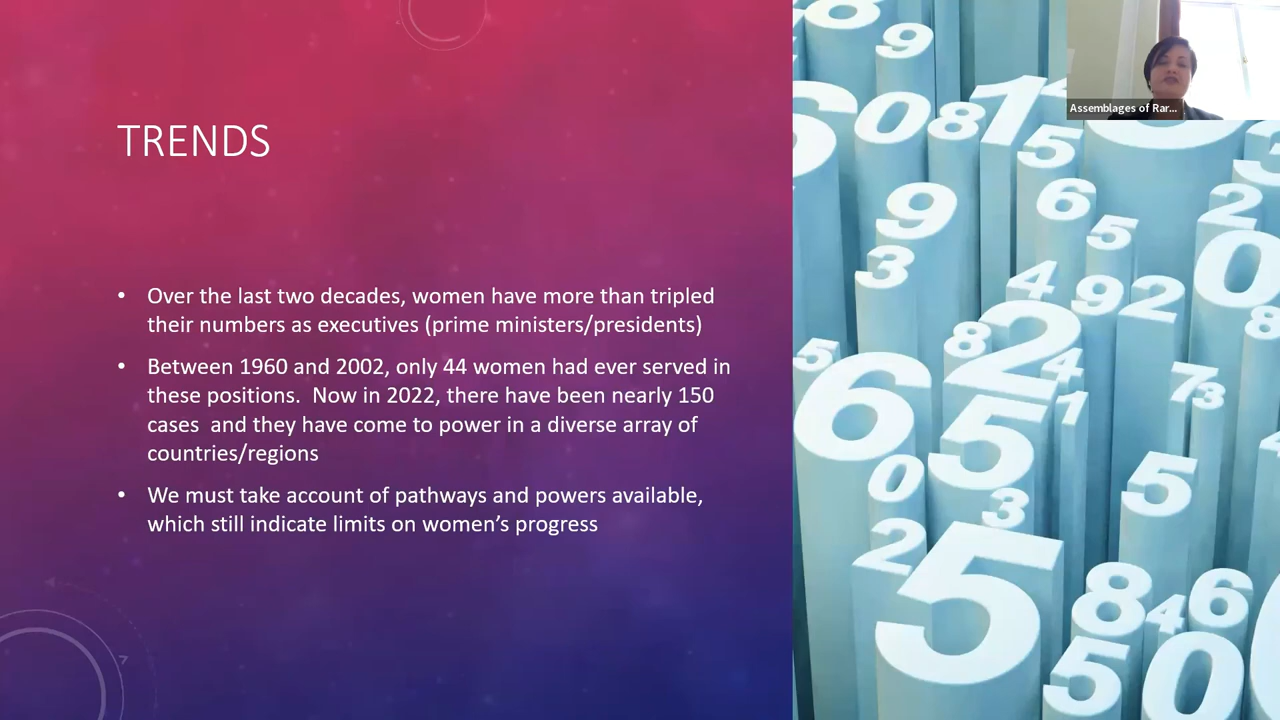 TRENDS
• Over the last two decades, women have more than tripled
their numbers as executives (prime ministers/presidents)
• Between 1960 and 2002, only 44 women had ever served in
these positions.  Now in 2022, there have been nearly 150
cases  and they have come to power in a diverse array of
countries/regions
• We must take account of pathways and powers available,
which still indicate limits on women’s progress
Assemblages of Rar...